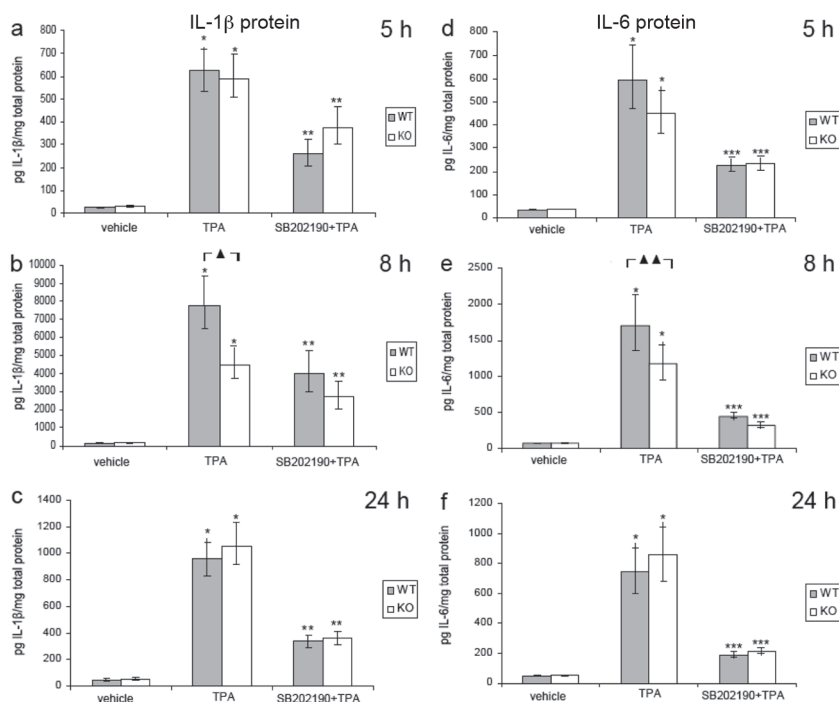 IL-1β protein
a
5 h
pg IL-1β/mg total protein
800
700
600
500
400
300
200
100
0
*
*
**
**
WT
KO
vehicle
TPA
SB202190+TPA
b
8 h
pg IL-1β/mg total protein
10000
9000
8000
7000
6000
5000
4000
3000
2000
1000
0
▲
*
*
**
**
WT
KO
vehicle
TPA
SB202190+TPA
c
24 h
pg IL-1β/mg total protein
1400
1200
1000
800
600
400
200
0
*
*
**
**
WT
KO
vehicle
TPA
SB202190+TPA
IL-6 protein
d
5 h
pg IL-6/mg total protein
800
700
600
500
400
300
200
100
0
*
*
***
***
WT
KO
vehicle
TPA
SB202190+TPA
e
8 h
pg IL-6/mg total protein
2500
2000
1500
1000
500
0
▲▲
*
*
***
***
WT
KO
vehicle
TPA
SB202190+TPA
f
24 h
pg IL-6/mg total protein
1200
1000
800
600
400
200
0
*
*
***
***
WT
KO
vehicle
TPA
SB202190+TPA